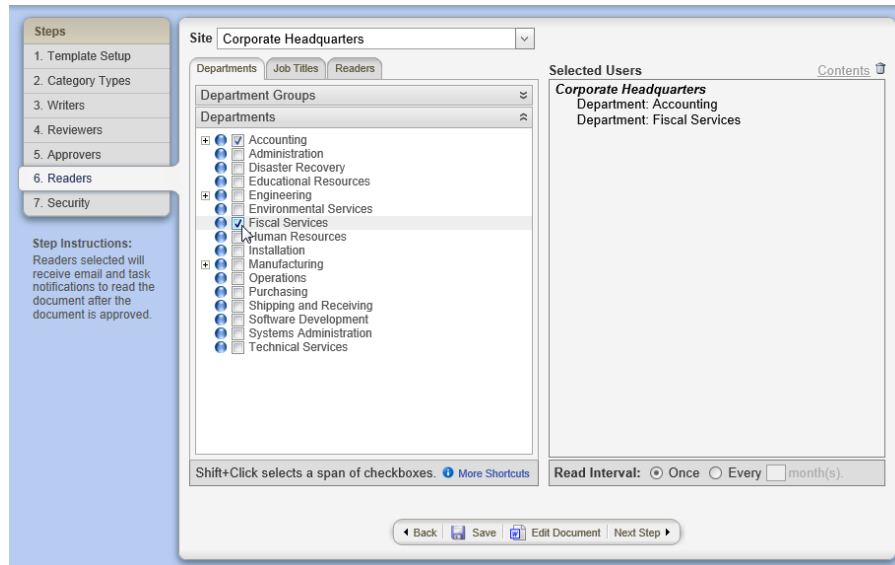 Steps
1. Template Setup
2. Category Types
3. Writers
4. Reviewers
5. Approvers
6. Readers
7. Security
Step Instructions:
Readers selected will
receive email and task
notifications to read the
document after the
document is approved.
Site Corporate Headquarters
Departments Job Titles Readers
Department Groups
Departments
Accounting
Administration
Disaster Recovery
Educational Resources
Engineering
Environmental Services
Fiscal Services
Human Resources
Installation
Manufacturing
Operations
Purchasing
Shipping and Receiving
Software Development
Systems Administration
Technical Services
Shift+Click selects a span of checkboxes. More Shortcuts
Selected Users Contents
Corporate Headquarters
Department: Accounting
Department: Fiscal Services
Read Interval: Once Every month(s).
Back Save Edit Document Next Step